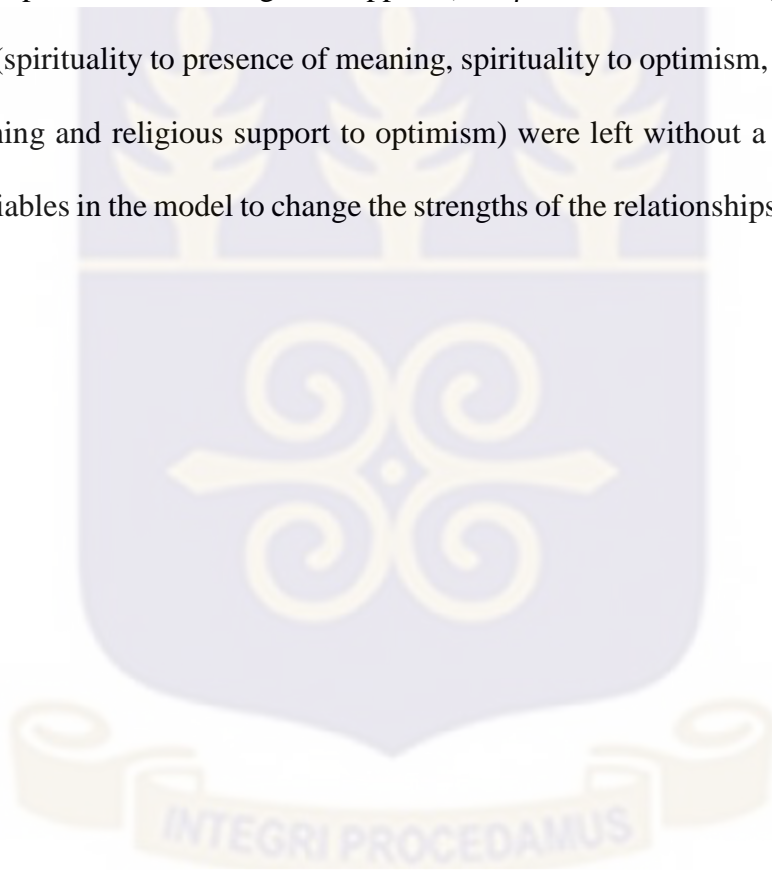 (spirituality to presence of meaning, spirituality to optimism,
ning and religious support to optimism) were left without a
iables in the model to change the strengths of the relationships
INTEGRI PROCEDAMUS